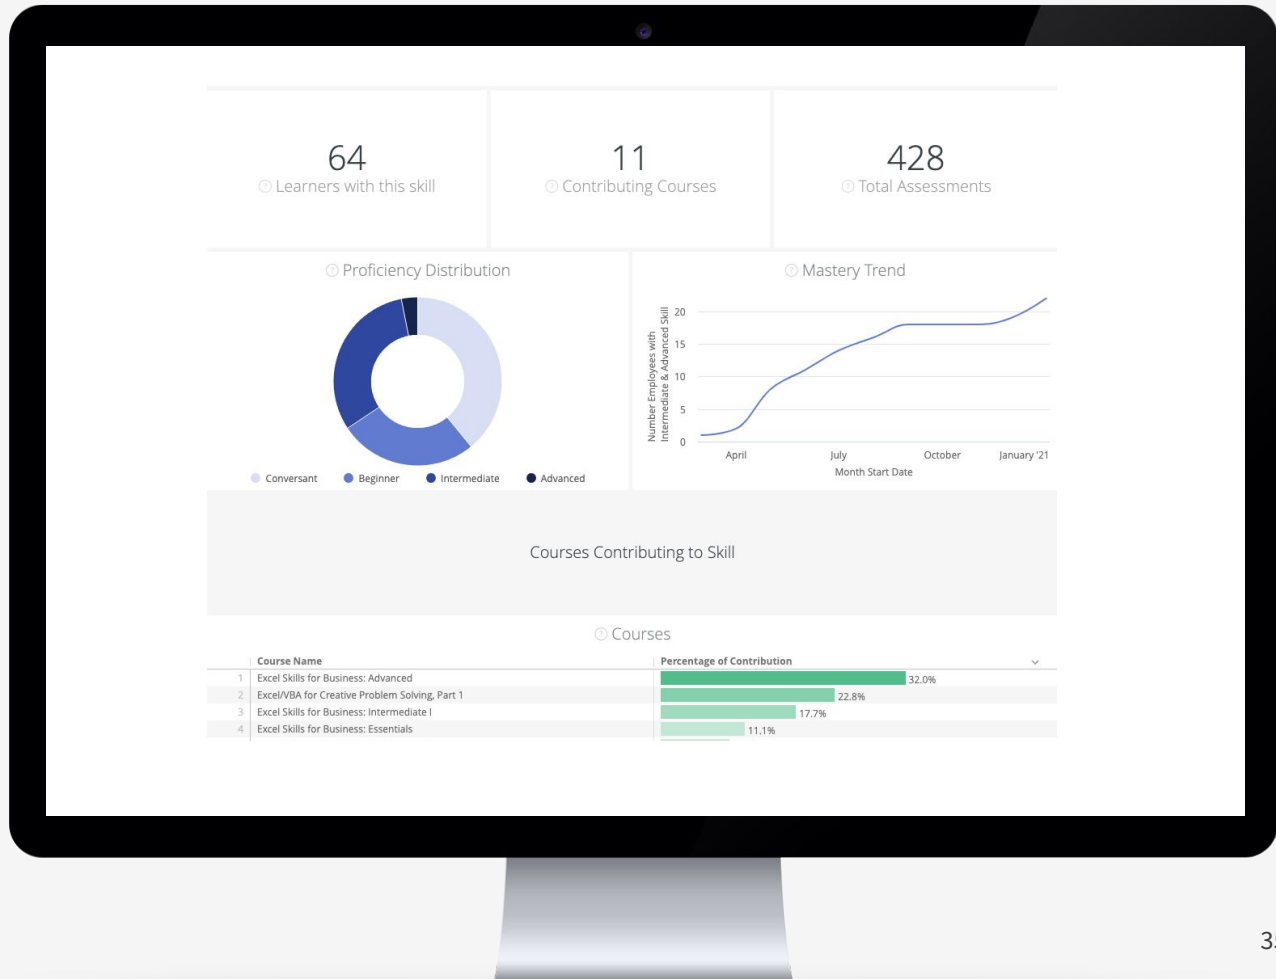 64
Learners with this skill
11
Contributing Courses
428
Total Assessments
Proficiency Distribution
Conversant
Beginner
Intermediate
Advanced
Mastery Trend
Number Employees with
Intermediate & Advanced Skill
20
15
10
5
0
April
July
October
January '21
Month Start Date
Courses Contributing to Skill
Courses
Course Name Percentage of Contribution
1 Excel Skills for Business: Advanced 32.0%
2 Excel/VBA for Creative Problem Solving, Part 1 22.8%
3 Excel Skills for Business: Intermediate I 17.7%
4 Excel Skills for Business: Essentials 11.1%